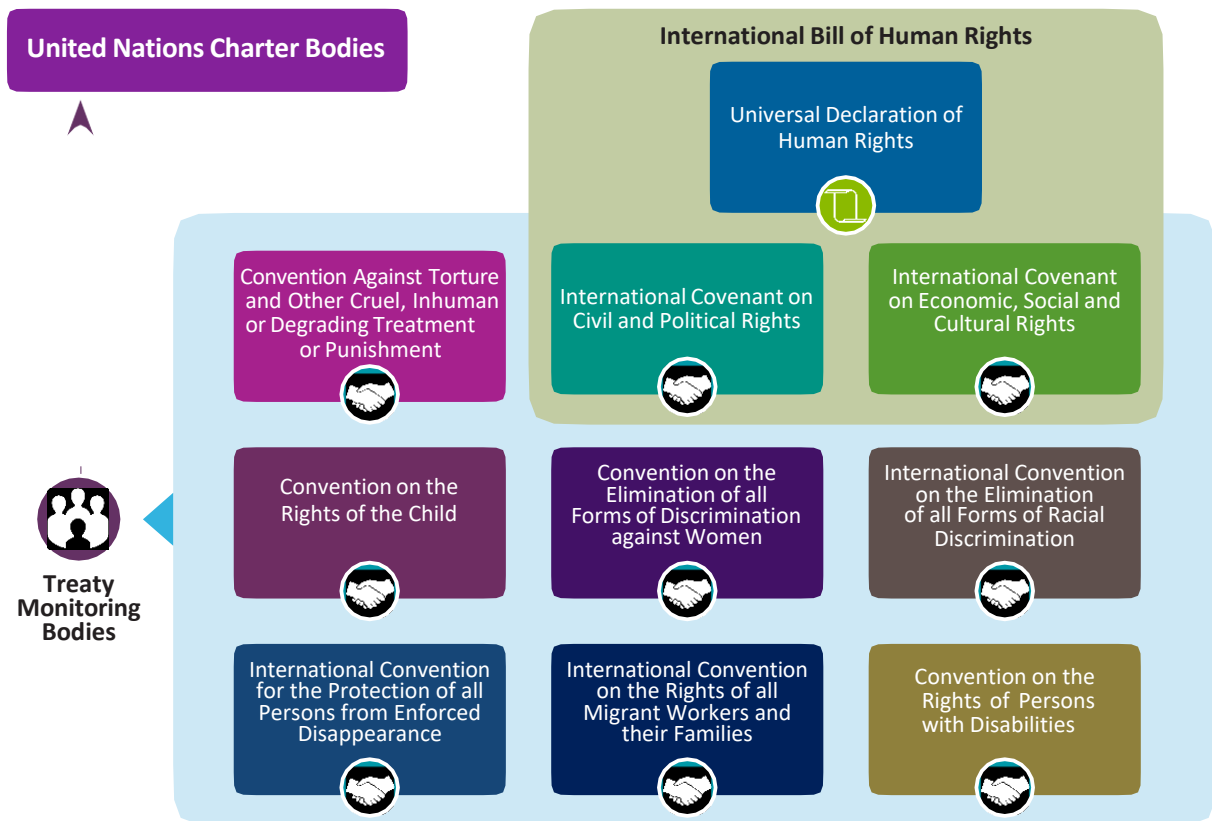 United Nations Charter Bodies
International Bill of Human Rights
Universal Declaration of
Human Rights
Convention Against Torture
and Other Cruel, Inhuman
or Degrading Treatment
or Punishment
International Covenant on
Civil and Political Rights
International Covenant
on Economic, Social and
Cultural Rights
Convention on the
Rights of the Child
Convention on the
Elimination of all
Forms of Discrimination
against Women
International Convention
on the Elimination
of all Forms of Racial
Discrimination
Treaty
Monitoring
Bodies
International Convention
for the Protection of all
Persons from Enforced
Disappearance
International Convention
on the Rights of all
Migrant Workers and
their Families
Convention on the
Rights of Persons
with Disabilities